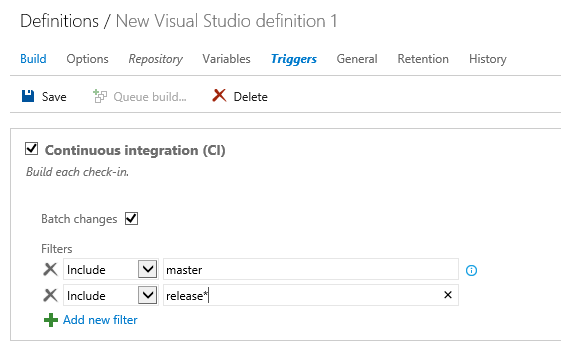 Definitions / New Visual Studio definition 1
Build Options Repository Variables Triggers General Retention History
Save Queue build... Delete
Continuous integration (CI)
Build each check-in.
Batch changes
Filters
Include master
Include release*
Add new filter